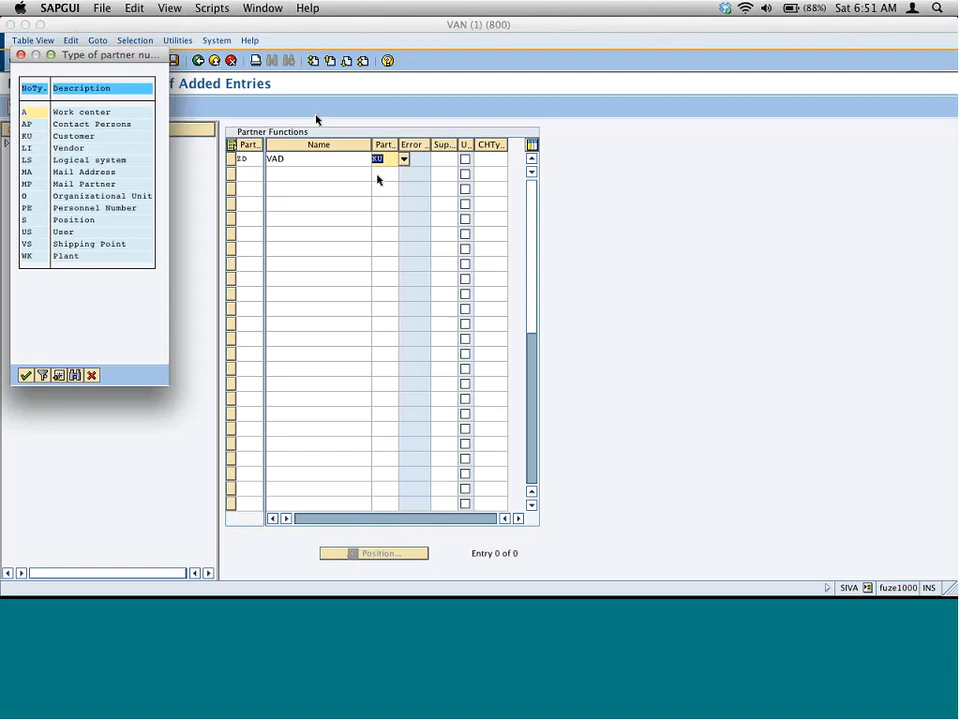 SAPGUI File Edit View Scripts Window Help (88%) Sat 6:51 AM
VAN (1) (800)
Table View Edit Goto Selection Utilities System Help
Type of partner nu...
f Added Entries
NoTy. Description
A Work center
AP Contact Persons
KU Customer
LI Vendor
LS Logical system
MA Mail Address
MP Mail Partner
O Organizational Unit
PE Personnel Number
S Position
US User
VS Shipping Point
WK Plant
Partner Functions
Part.. Name Part.. Error .. Sup.. U.. CHTy..
ZD VAD KU
Position... Entry 0 of 0
SIVA fuze1000 INS